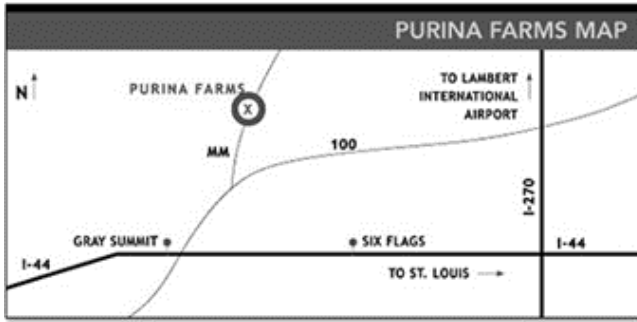 PURINA FARMS MAP
N
PURINA FARMS
X
TO LAMBERT
INTERNATIONAL
AIRPORT
MM
100
I-270
GRAY SUMMIT
SIX FLAGS
I-44
I-44
TO ST. LOUIS